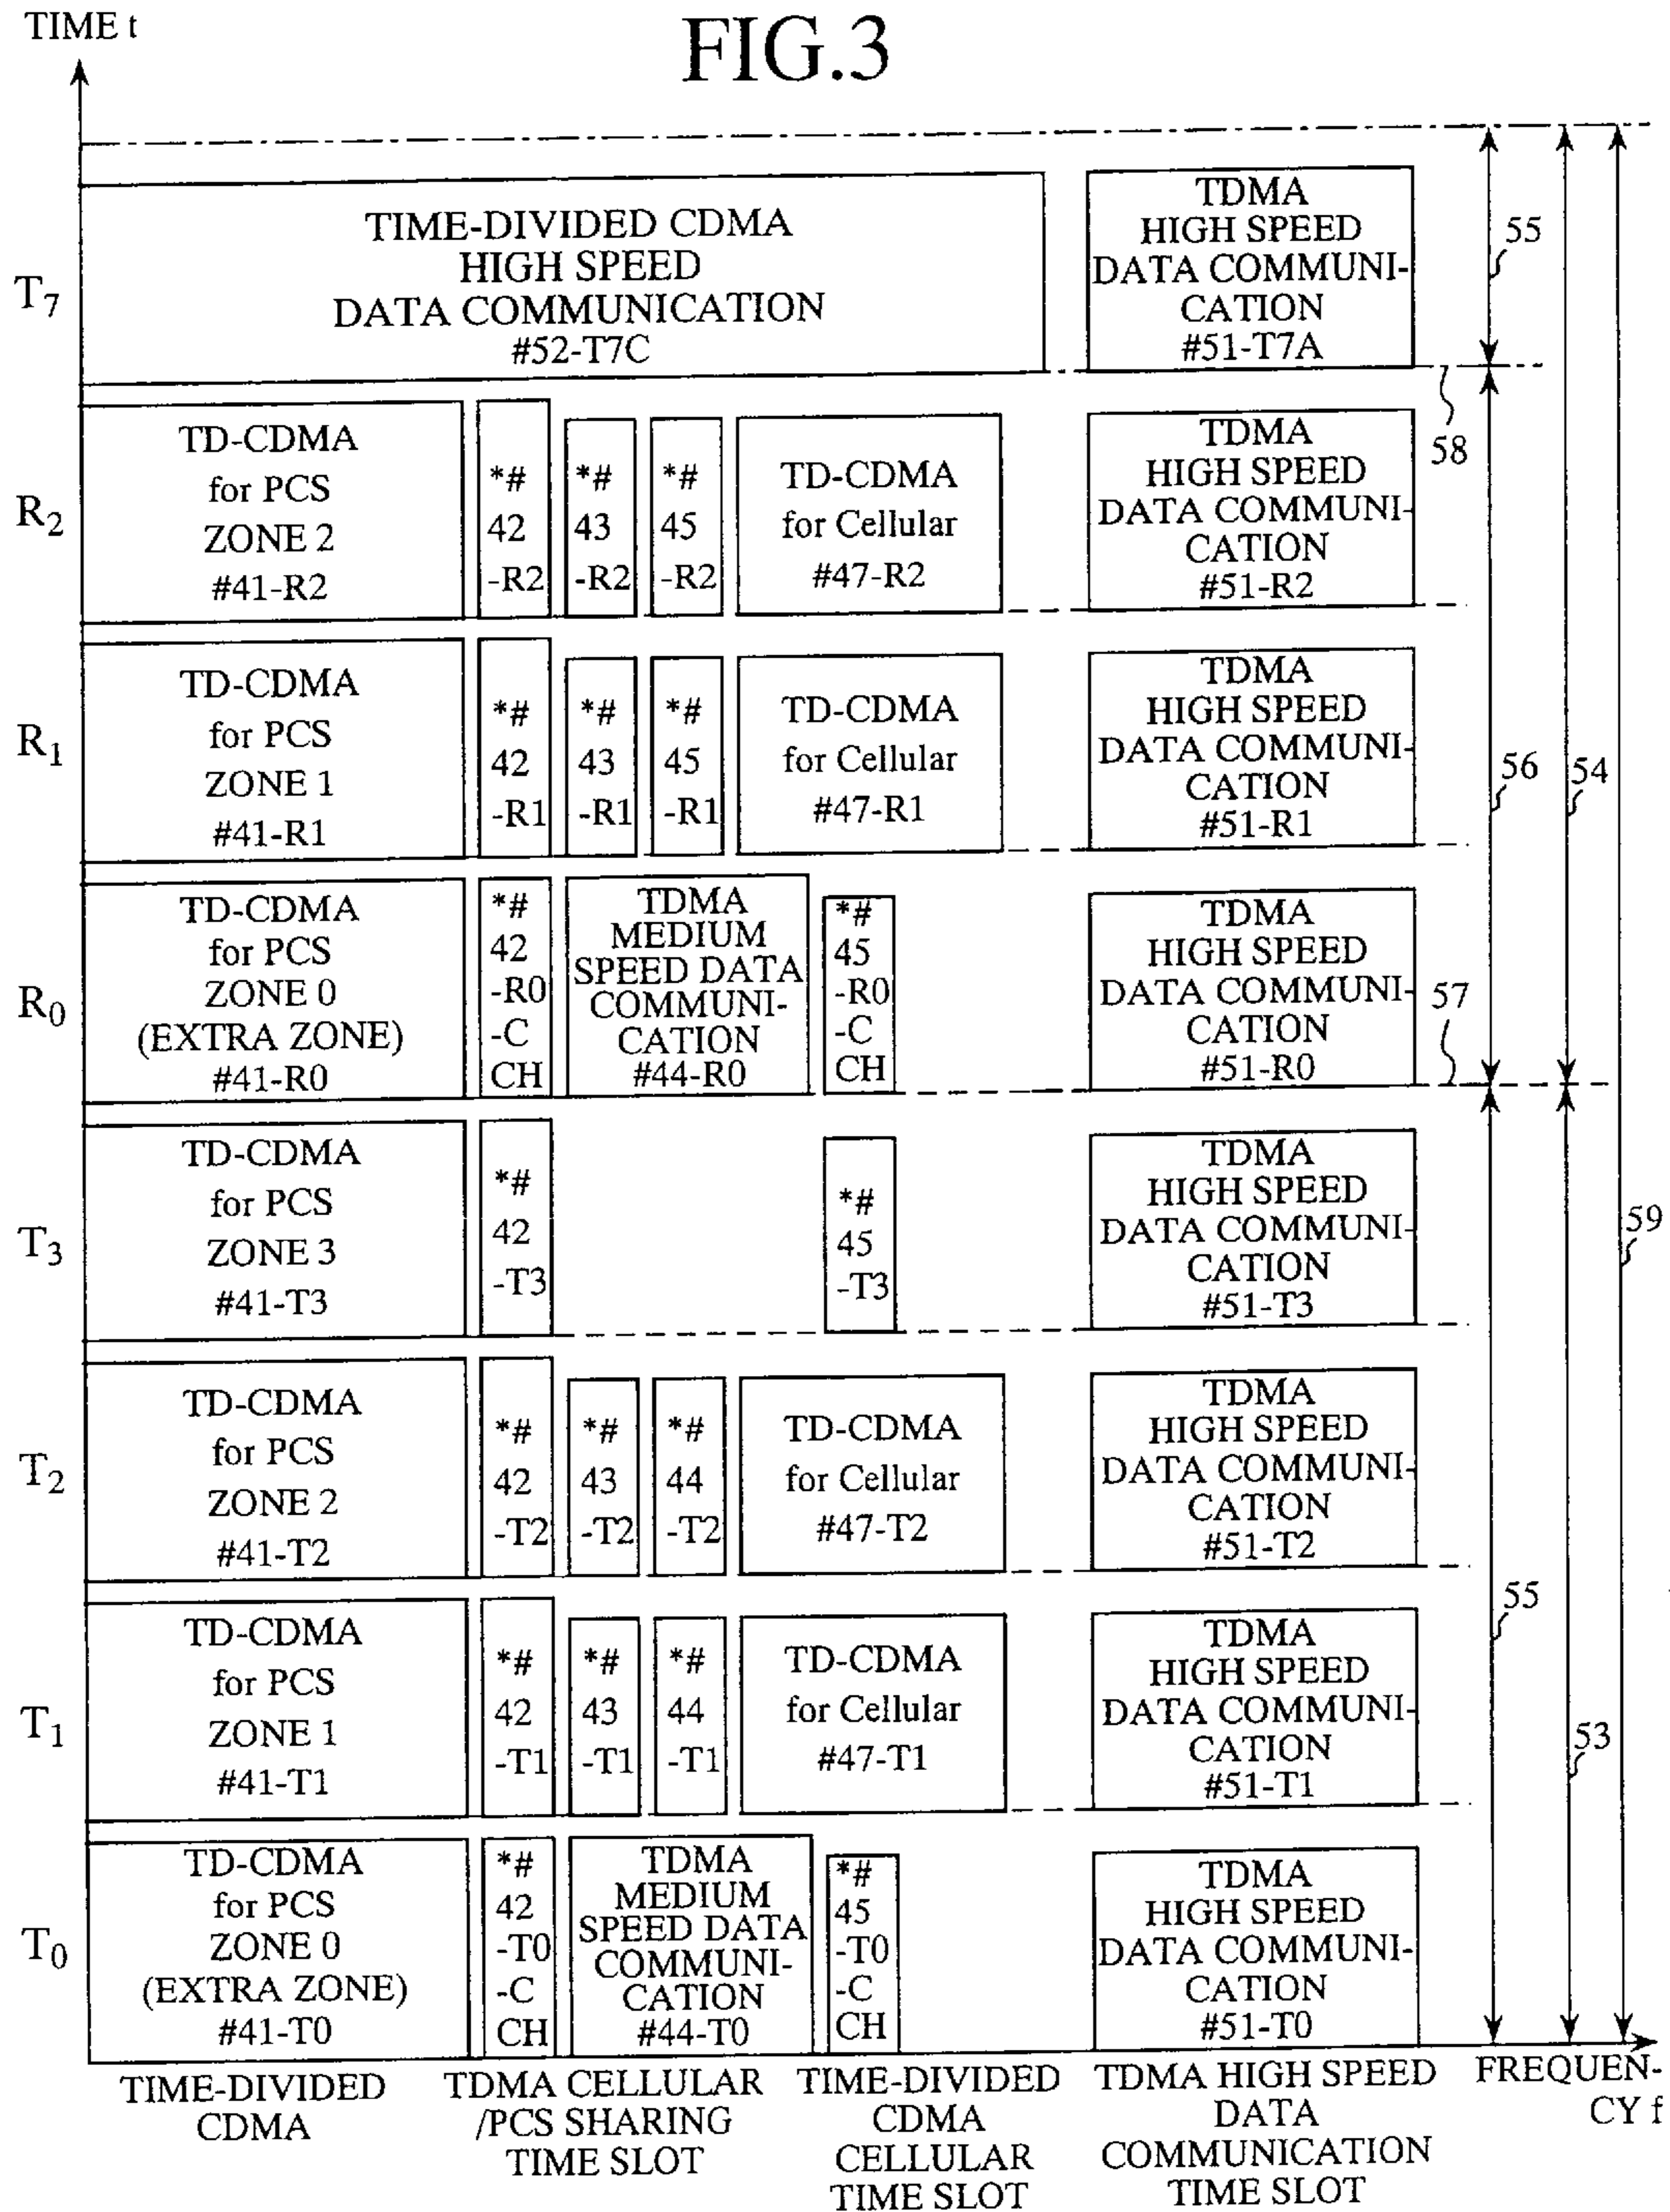 FIG.3
TIME t
T7
TIME-DIVIDED CDMA
HIGH SPEED
DATA COMMUNICATION
#52-T7C
TDMA
HIGH SPEED
DATA COMMUNI-
CATION
#51-T7A
55
58
R2
TD-CDMA
for PCS
ZONE 2
#41-R2
*#
42
-R2
*#
43
-R2
*#
45
-R2
TD-CDMA
for Cellular
#47-R2
TDMA
HIGH SPEED
DATA COMMUNI-
CATION
#51-R2
R1
TD-CDMA
for PCS
ZONE 1
#41-R1
*#
42
-R1
*#
43
-R1
*#
45
-R1
TD-CDMA
for Cellular
#47-R1
TDMA
HIGH SPEED
DATA COMMUNI-
CATION
#51-R1
56
54
R0
TD-CDMA
for PCS
ZONE 0
(EXTRA ZONE)
#41-R0
*#
42
-R0
-C
CH
TDMA
MEDIUM
SPEED DATA
COMMUNI-
CATION
#44-R0
*#
45
-R0
-C
CH
TDMA
HIGH SPEED
DATA COMMUNI-
CATION
#51-R0
57
T3
TD-CDMA
for PCS
ZONE 3
#41-T3
*#
42
-T3
*#
45
-T3
TDMA
HIGH SPEED
DATA COMMUNI-
CATION
#51-T3
59
T2
TD-CDMA
for PCS
ZONE 2
#41-T2
*#
42
-T2
*#
43
-T2
*#
44
-T2
TD-CDMA
for Cellular
#47-T2
TDMA
HIGH SPEED
DATA COMMUNI-
CATION
#51-T2
55
T1
TD-CDMA
for PCS
ZONE 1
#41-T1
*#
42
-T1
*#
43
-T1
*#
44
-T1
TD-CDMA
for Cellular
#47-T1
TDMA
HIGH SPEED
DATA COMMUNI-
CATION
#51-T1
53
T0
TD-CDMA
for PCS
ZONE 0
(EXTRA ZONE)
#41-T0
*#
42
-T0
-C
CH
TDMA
MEDIUM
SPEED DATA
COMMUNI-
CATION
#44-T0
*#
45
-T0
-C
CH
TDMA
HIGH SPEED
DATA COMMUNI-
CATION
#51-T0
TIME-DIVIDED
CDMA
TDMA CELLULAR
/PCS SHARING
TIME SLOT
TIME-DIVIDED
CDMA
CELLULAR
TIME SLOT
TDMA HIGH SPEED
DATA
COMMUNICATION
TIME SLOT
FREQUEN-
CY f